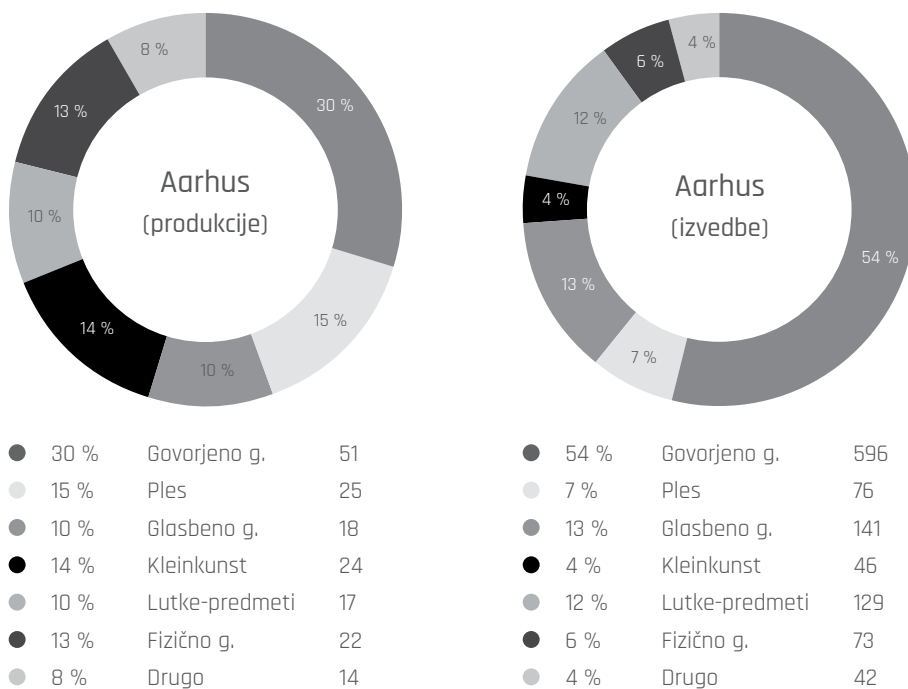 8 %
30 %
13 %
Aarhus
(produkcije)
10 %
15 %
14 %
10 %
30 % Govorjeno g. 51
15 % Ples 25
10 % Glasbeno g. 18
14 % Kleinkunst 24
10 % Lutke-predmeti 17
13 % Fizično g. 22
8 % Drugo 14
4 %
6 %
12 %
Aarhus
(izvedbe)
4 %
54 %
13 %
7 %
54 % Govorjeno g. 596
7 % Ples 76
13 % Glasbeno g. 141
4 % Kleinkunst 46
12 % Lutke-predmeti 129
6 % Fizično g. 73
4 % Drugo 42